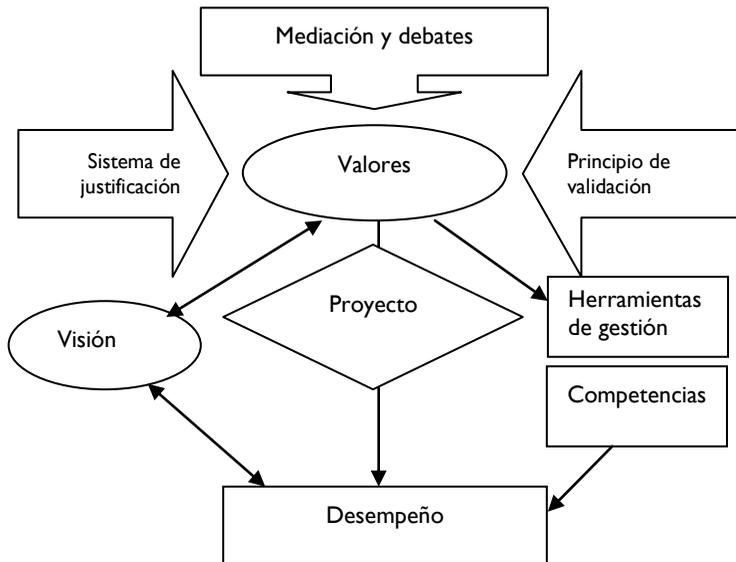 Mediación y debates
Sistema de
justificación
Valores
Principio de
validación
Proyecto
Herramientas
de gestión
Visión
Competencias
Desempeño